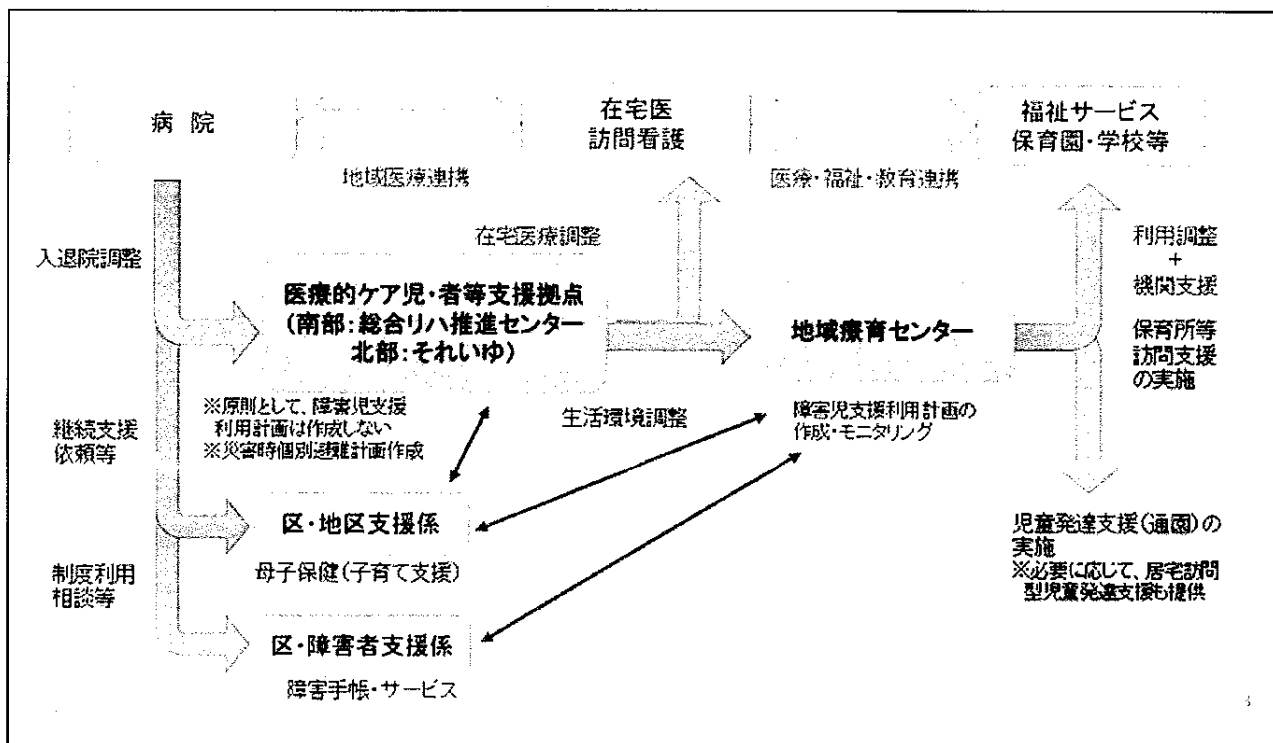 病院
在宅医
訪問看護
福祉サービス
保育園・学校等
地域医療連携
医療・福祉・教育連携
入退院調整
在宅医療調整
利用調整
+
機関支援
医療的ケア児・者等支援拠点
(南部:総合リハ推進センター
北部:それいゆ)
地域療育センター
保育所等
訪問支援
の実施
※原則として、障害児支援
利用計画は作成しない
※災害時個別避難計画作成
生活環境調整
障害児支援利用計画の
作成・モニタリング
継続支援
依頼等
区・地区支援係
母子保健(子育て支援)
児童発達支援(通園)の
実施
※必要に応じて、居宅訪問
型児童発達支援も提供
制度利用
相談等
区・障害者支援係
障害手帳・サービス